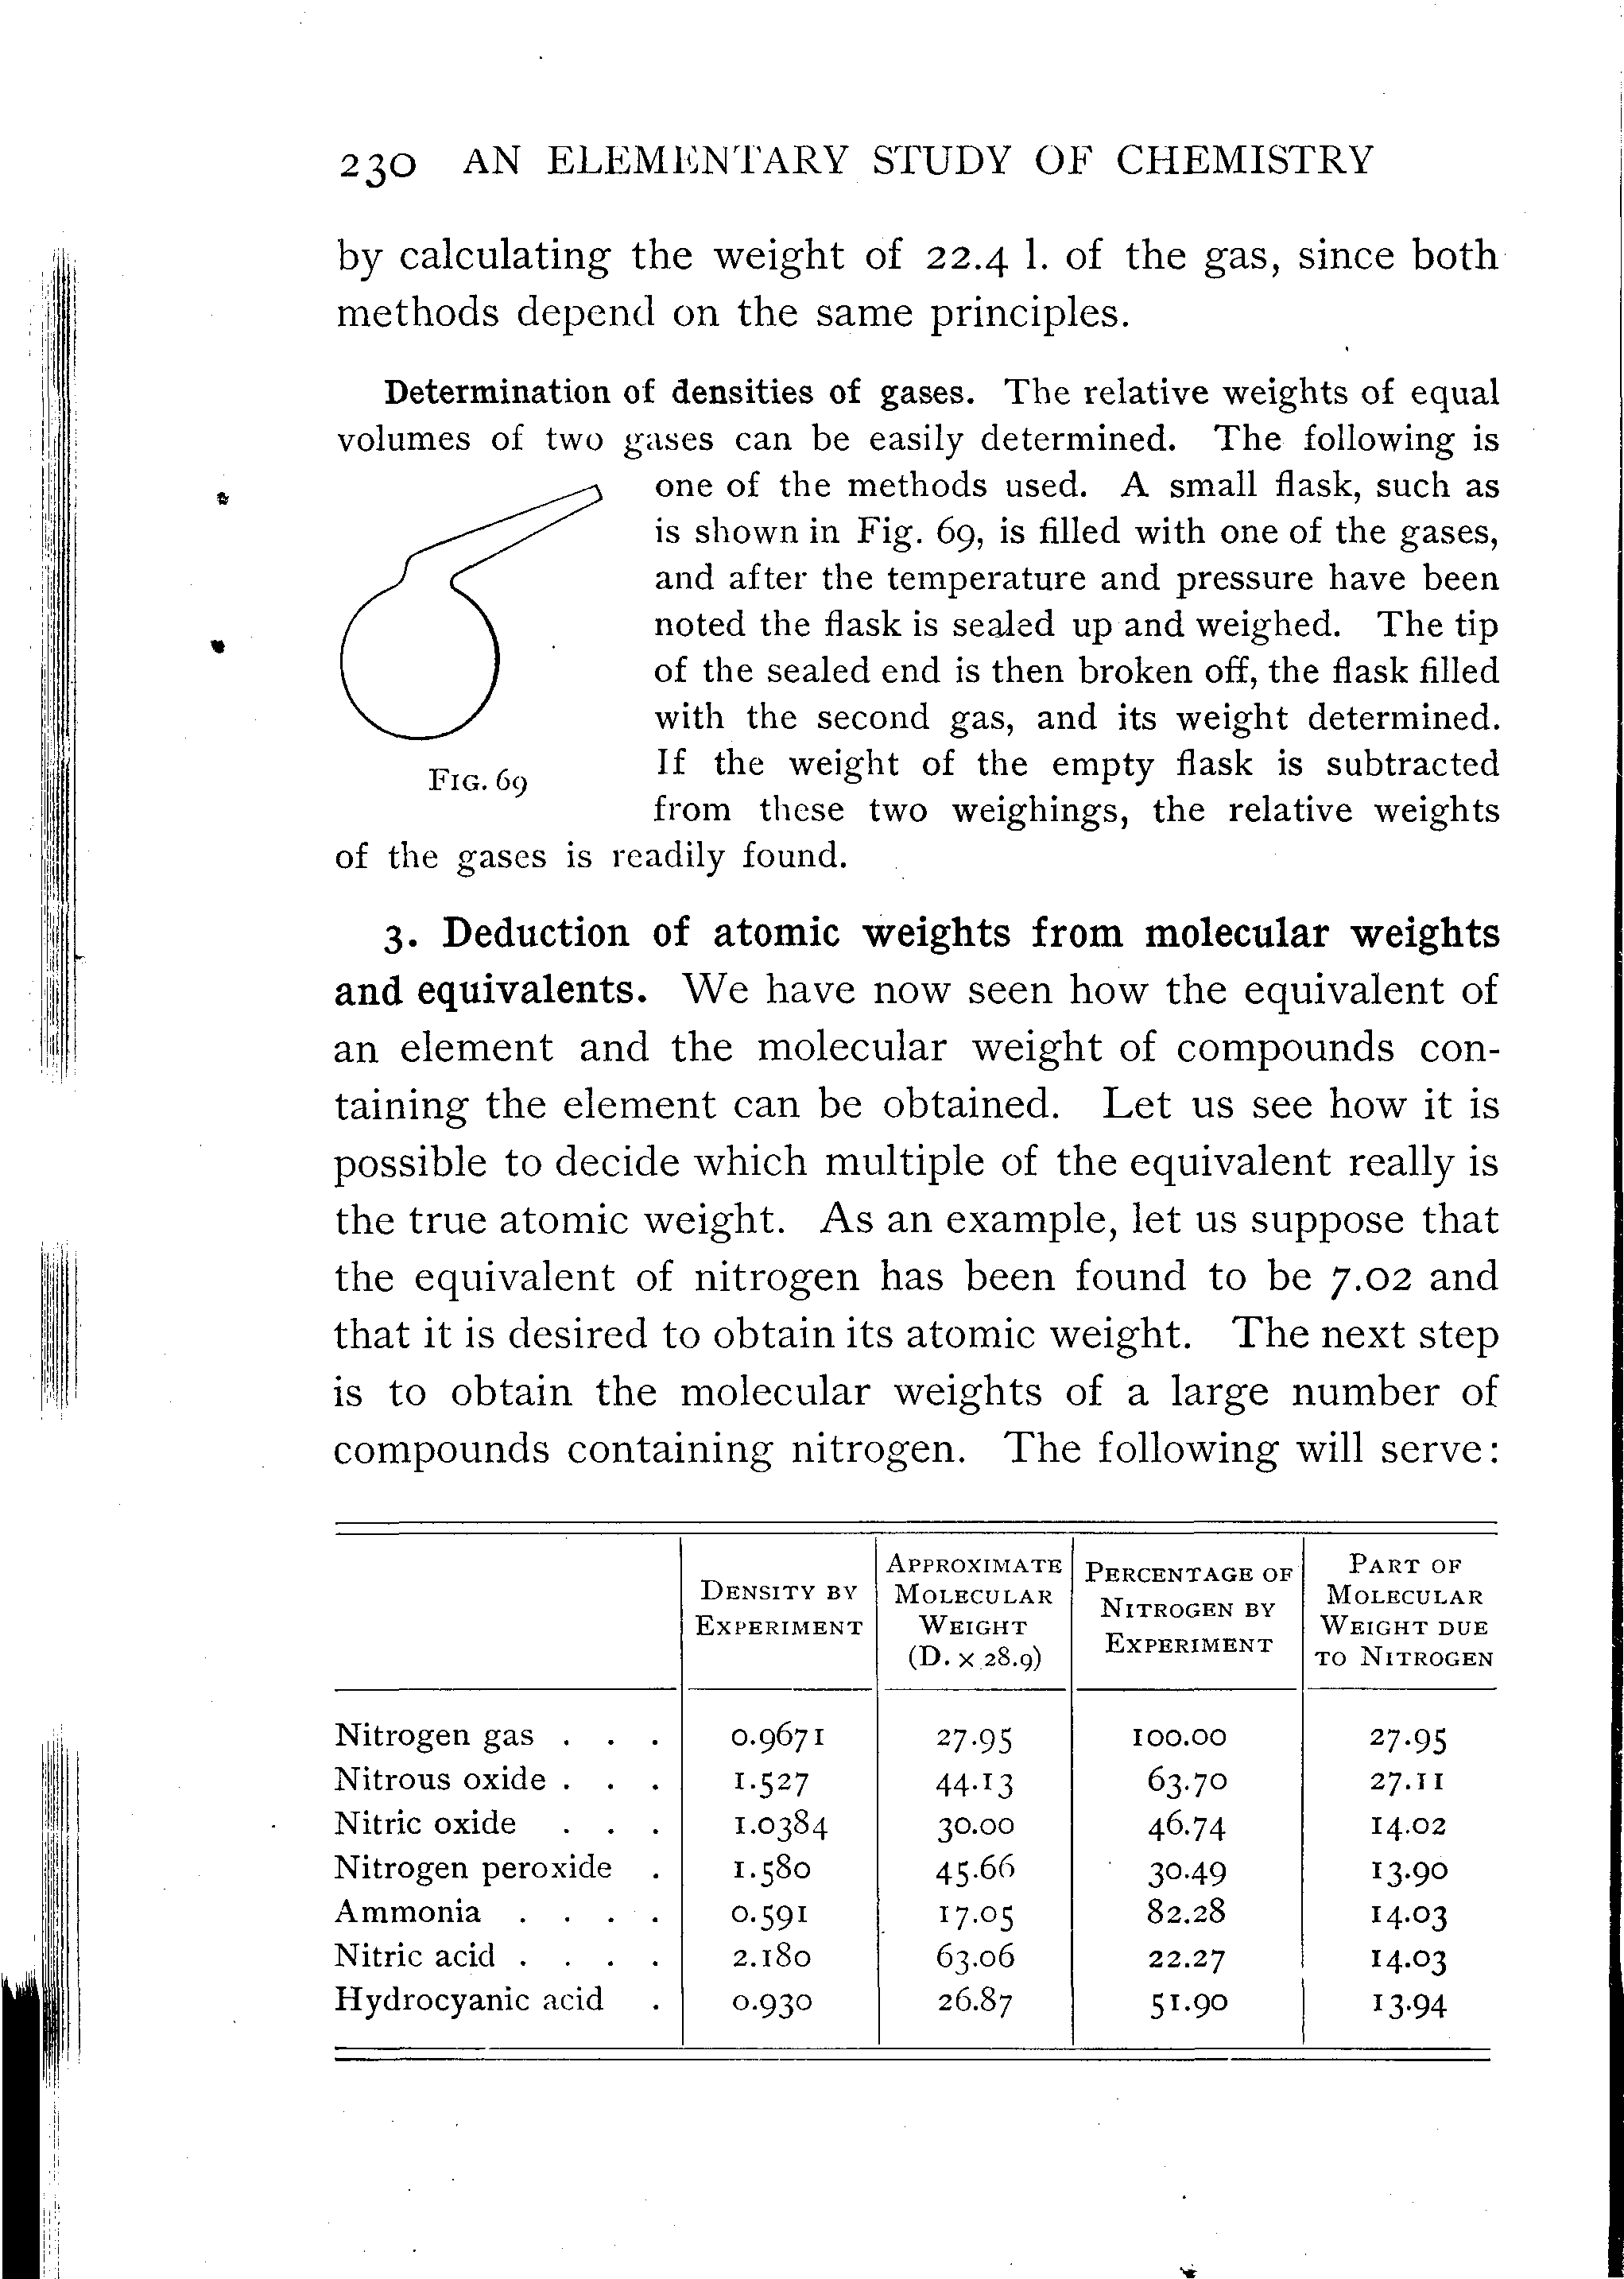 230 AN ELEMENTARY STUDY OF CHEMISTRY
by calculating the weight of 22.4 l. of the gas, since both
methods depend on the same principles.
Determination of densities of gases. The relative weights of equal
volumes of two gases can be easily determined. The following is
one of the methods used. A small flask, such as
is shown in Fig. 69, is filled with one of the gases,
and after the temperature and pressure have been
noted the flask is sealed up and weighed. The tip
of the sealed end is then broken off, the flask filled
with the second gas, and its weight determined.
If the weight of the empty flask is subtracted
from these two weighings, the relative weights
of the gases is readily found.
FIG. 69
3. Deduction of atomic weights from molecular weights
and equivalents. We have now seen how the equivalent of
an element and the molecular weight of compounds con-
taining the element can be obtained. Let us see how it is
possible to decide which multiple of the equivalent really is
the true atomic weight. As an example, let us suppose that
the equivalent of nitrogen has been found to be 7.02 and
that it is desired to obtain its atomic weight. The next step
is to obtain the molecular weights of a large number of
compounds containing nitrogen. The following will serve:
DENSITY BY
EXPERIMENT
APPROXIMATE
MOLECULAR
WEIGHT
(D. × 28.9)
PERCENTAGE OF
NITROGEN BY
EXPERIMENT
PART OF
MOLECULAR
WEIGHT DUE
TO NITROGEN
Nitrogen gas . . . 0.9671 27.95 100.00 27.95
Nitrous oxide . . . 1.527 44.13 63.70 27.11
Nitric oxide . . . 1.0384 30.00 46.74 14.02
Nitrogen peroxide . 1.580 45.66 30.49 13.90
Ammonia . . . . 0.591 17.05 82.28 14.03
Nitric acid . . . . 2.180 63.06 22.27 14.03
Hydrocyanic acid . 0.930 26.87 51.90 13.94